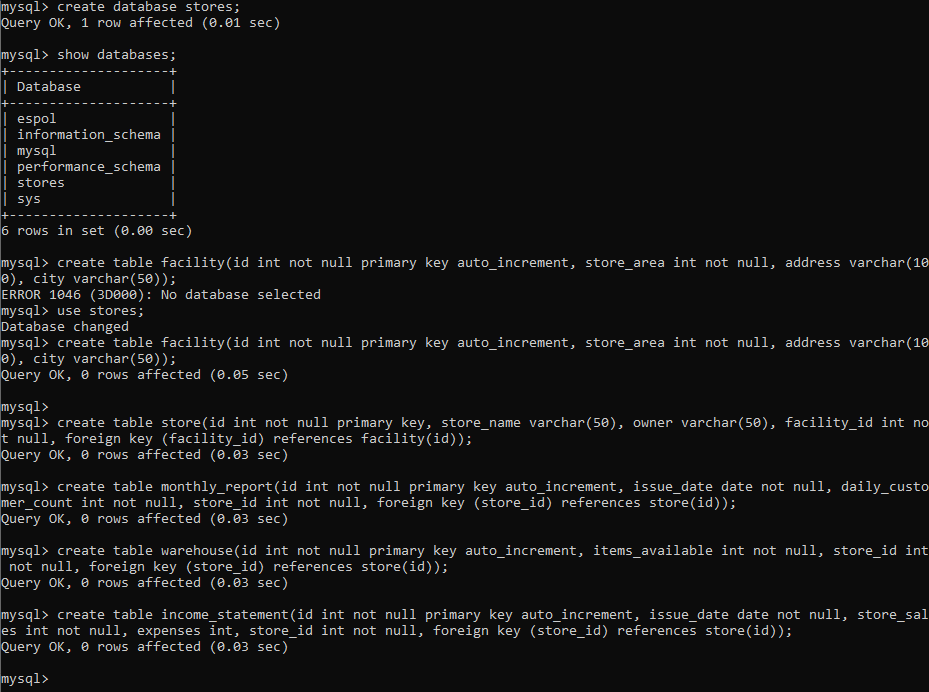 mysql> create database stores;
Query OK, 1 row affected (0.01 sec)
mysql> show databases;
+--------------------+
| Database           |
+--------------------+
| espol              |
| information_schema |
| mysql              |
| performance_schema |
| stores             |
| sys                |
+--------------------+
6 rows in set (0.00 sec)
mysql> create table facility(id int not null primary key auto_increment, store_area int not null, address varchar(10
0), city varchar(50));
ERROR 1046 (3D000): No database selected
mysql> use stores;
Database changed
mysql> create table facility(id int not null primary key auto_increment, store_area int not null, address varchar(10
0), city varchar(50));
Query OK, 0 rows affected (0.05 sec)
mysql>
mysql> create table store(id int not null primary key, store_name varchar(50), owner varchar(50), facility_id int no
t null, foreign key (facility_id) references facility(id));
Query OK, 0 rows affected (0.03 sec)
mysql> create table monthly_report(id int not null primary key auto_increment, issue_date date not null, daily_custo
mer_count int not null, store_id int not null, foreign key (store_id) references store(id));
Query OK, 0 rows affected (0.03 sec)
mysql> create table warehouse(id int not null primary key auto_increment, items_available int not null, store_id int
 not null, foreign key (store_id) references store(id));
Query OK, 0 rows affected (0.03 sec)
mysql> create table income_statement(id int not null primary key auto_increment, issue_date date not null, store_sal
es int not null, expenses int, store_id int not null, foreign key (store_id) references store(id));
Query OK, 0 rows affected (0.03 sec)
mysql>